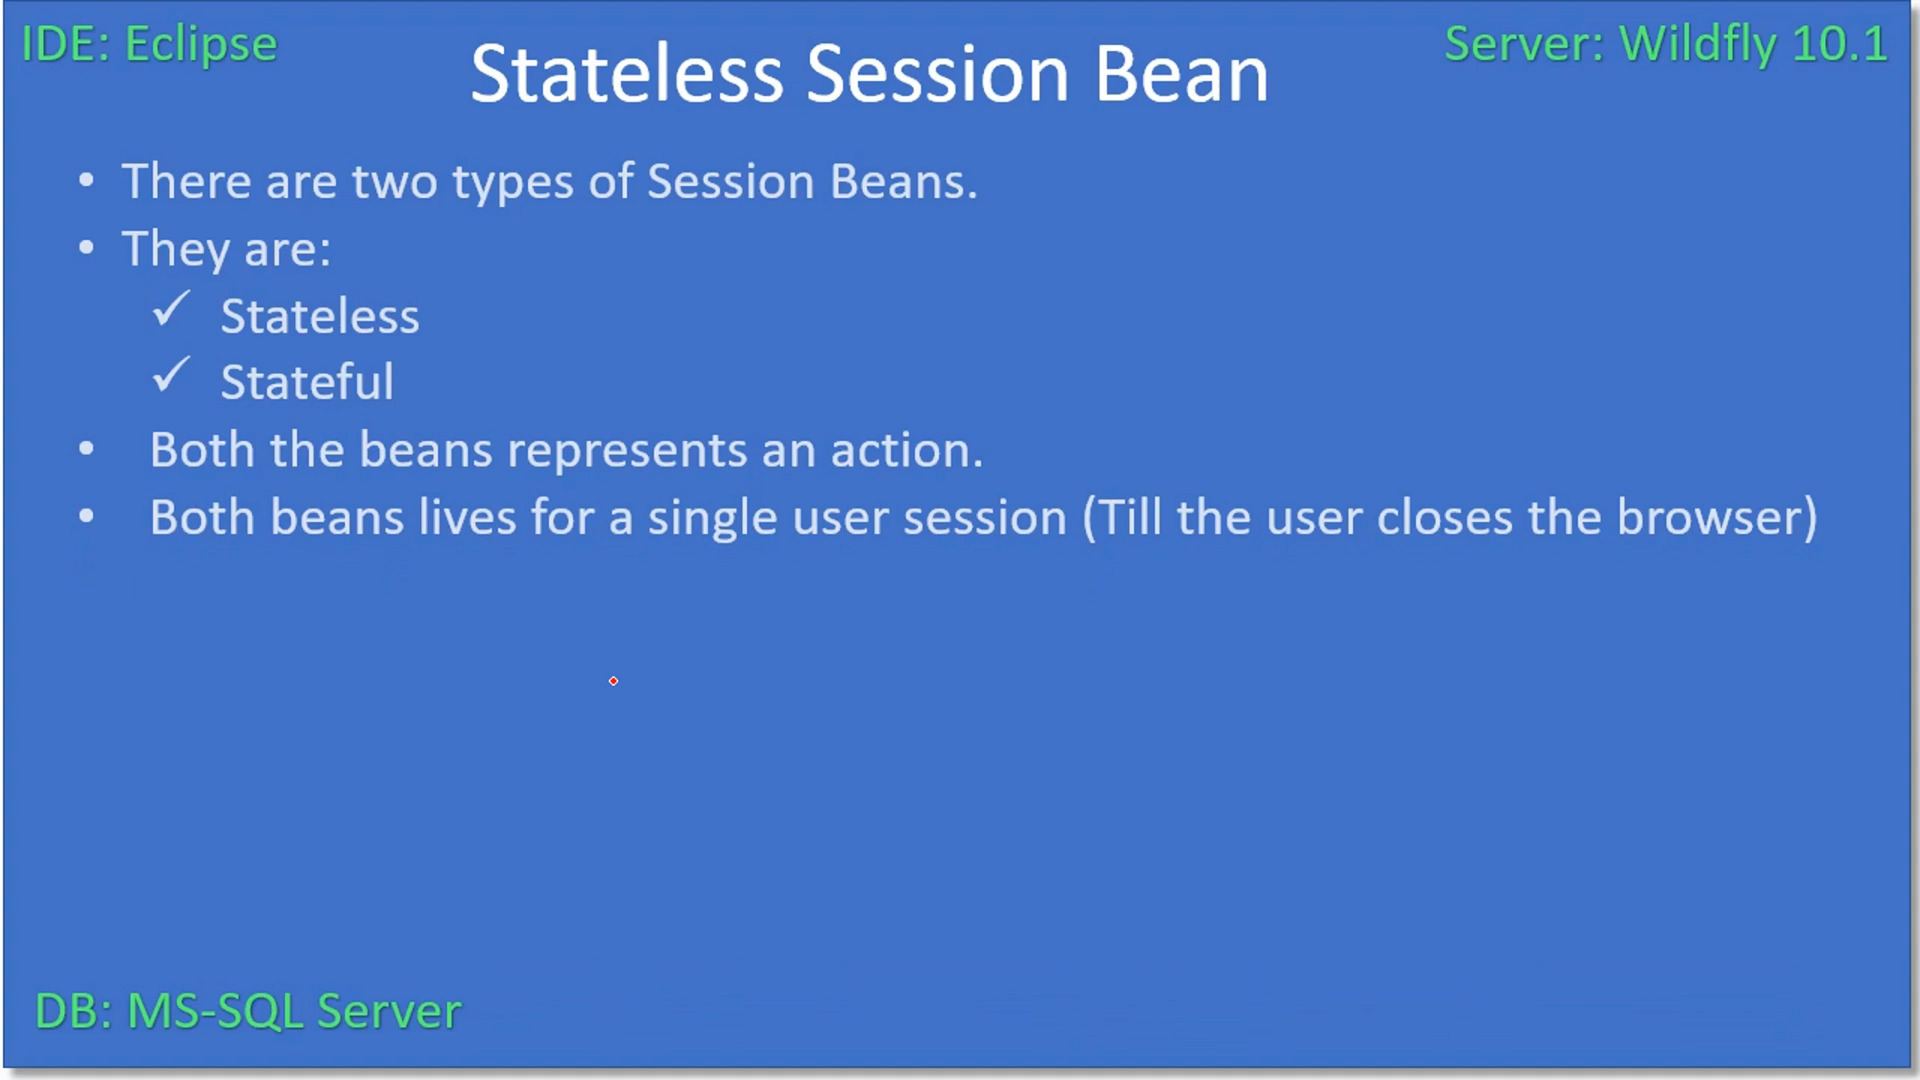 IDE: Eclipse
Stateless Session Bean
Server: Wildfly 10.1
• There are two types of Session Beans.
• They are:
✓ Stateless
✓ Stateful
• Both the beans represents an action.
• Both beans lives for a single user session (Till the user closes the browser)
DB: MS-SQL Server